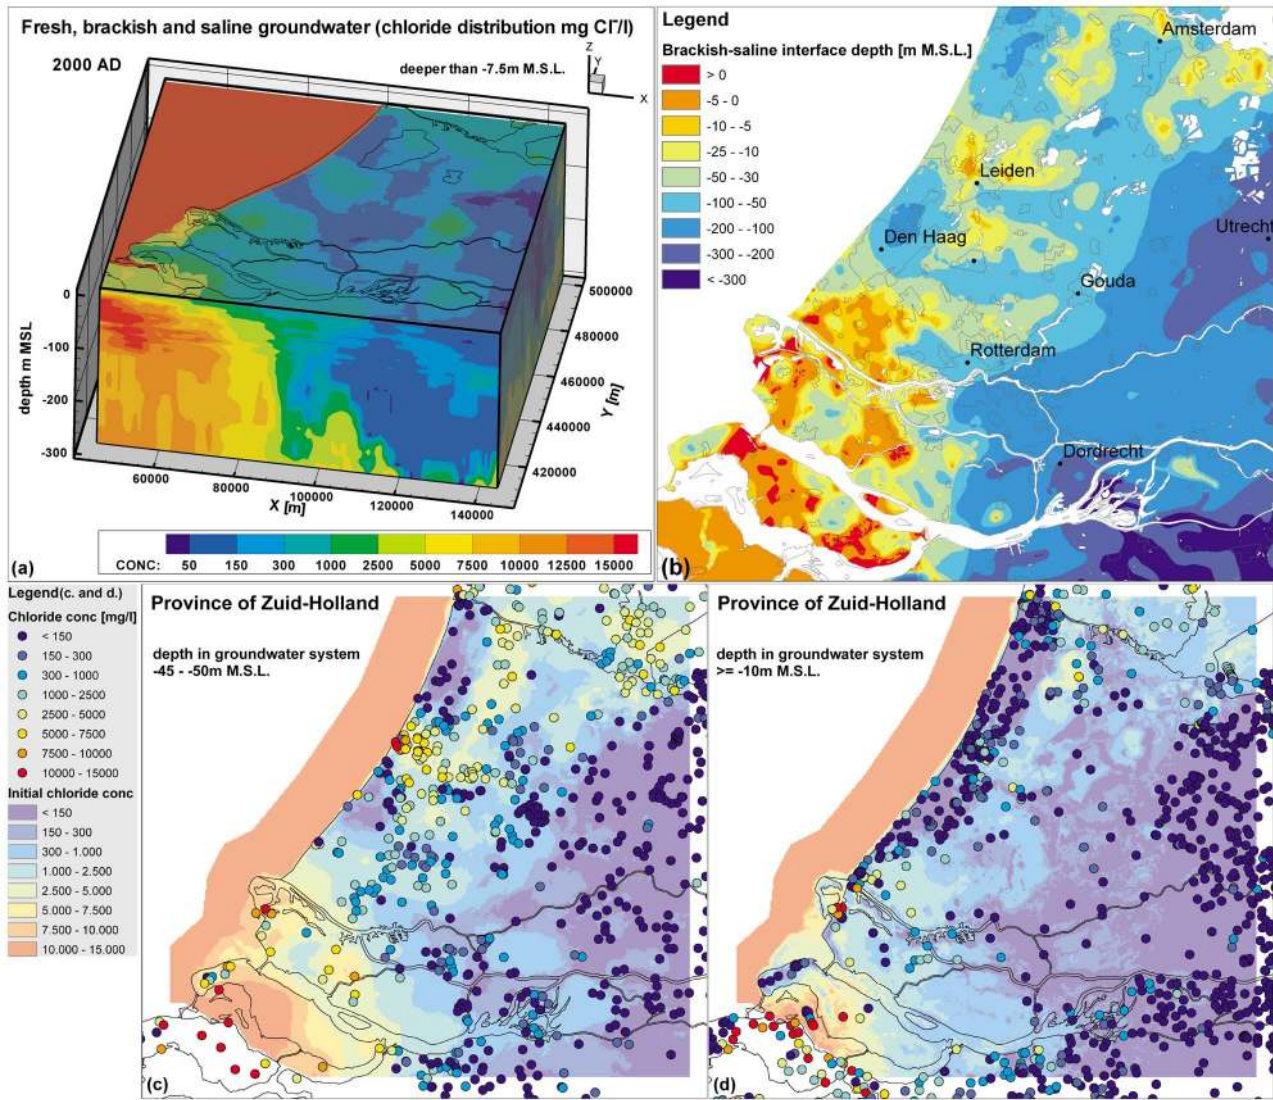 (a) Fresh, brackish and saline groundwater (chloride distribution mg Cl⁻/l)
2000 AD
deeper than -7.5m M.S.L.
Z
Y
X
0
-100
-200
-300
depth m MSL
60000
80000
100000
120000
140000
X [m]
500000
480000
460000
440000
420000
Y [m]
CONC: 50 150 300 1000 2500 5000 7500 10000 12500 15000
(a)
Legend
Brackish-saline interface depth [m M.S.L.]
> 0
-5 - 0
-10 - -5
-25 - -10
-50 - -30
-100 - -50
-200 - -100
-300 - -200
< -300
Amsterdam
Leiden
Utrecht
Den Haag
Gouda
Rotterdam
Dordrecht
(b)
Legend(c. and d.)
Chloride conc [mg/l]
< 150
150 - 300
300 - 1000
1000 - 2500
2500 - 5000
5000 - 7500
7500 - 10000
10000 - 15000
Initial chloride conc
< 150
150 - 300
300 - 1.000
1.000 - 2.500
2.500 - 5.000
5.000 - 7.500
7.500 - 10.000
10.000 - 15.000
Province of Zuid-Holland
depth in groundwater system
-45 - -50m M.S.L.
(c)
Province of Zuid-Holland
depth in groundwater system
>= -10m M.S.L.
(d)